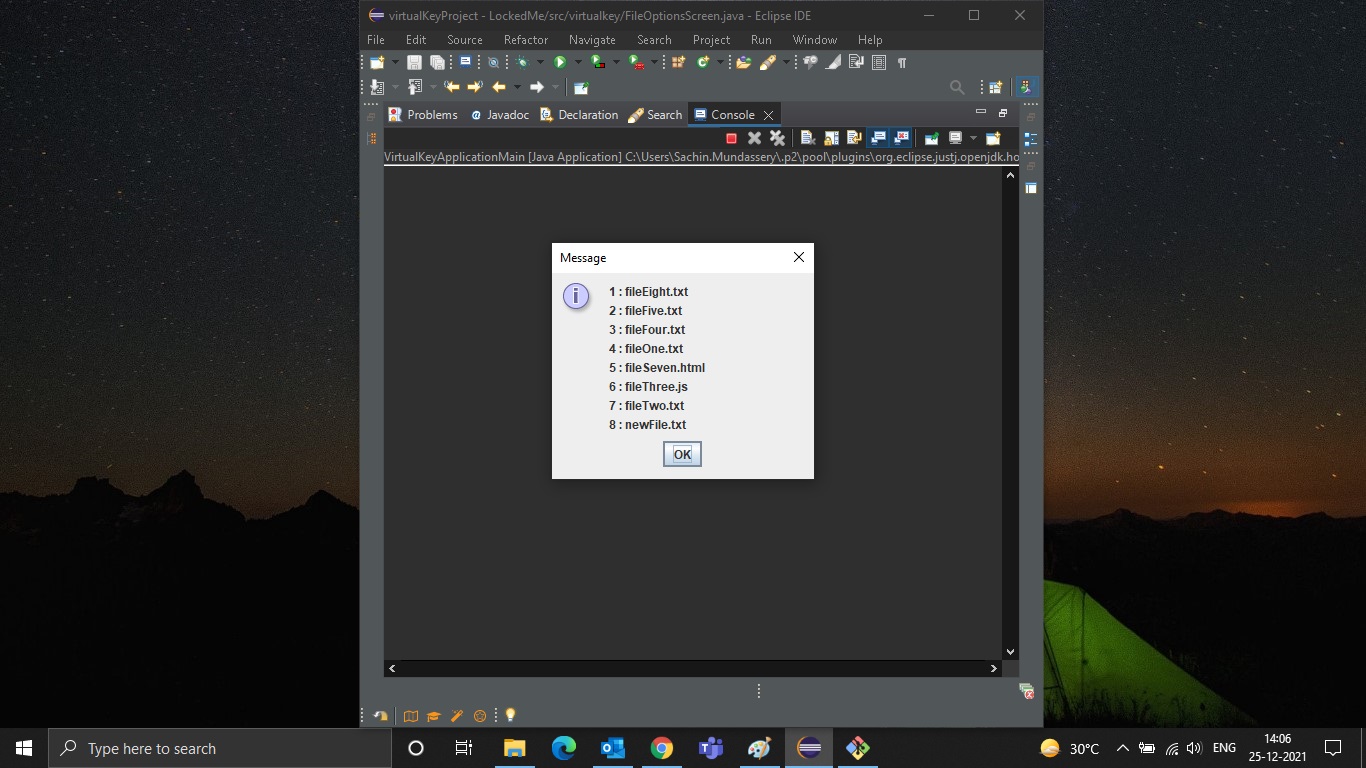 virtualKeyProject - LockedMe/src/virtualkey/FileOptionsScreen.java - Eclipse IDE
File Edit Source Refactor Navigate Search Project Run Window Help
Problems Javadoc Declaration Search Console
VirtualKeyApplicationMain [Java Application] C:\Users\Sachin.Mundassery\.p2\pool\plugins\org.eclipse.justj.openjdk.ho
Message
1 : fileEight.txt
2 : fileFive.txt
3 : fileFour.txt
4 : fileOne.txt
5 : fileSeven.html
6 : fileThree.js
7 : fileTwo.txt
8 : newFile.txt
OK
Type here to search
30°C
ENG
14:06
25-12-2021